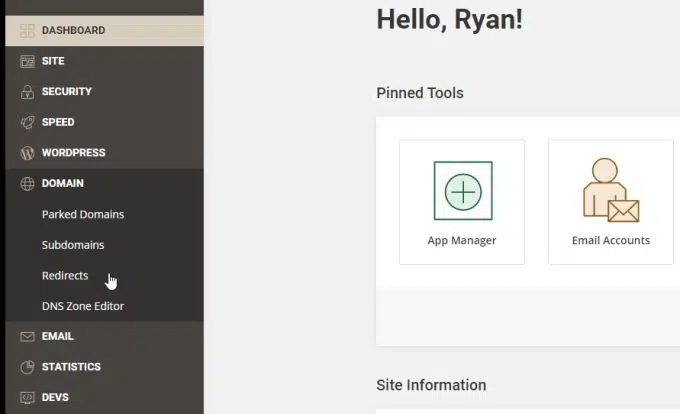 DASHBOARD
SITE
SECURITY
SPEED
WORDPRESS
DOMAIN
Parked Domains
Subdomains
Redirects
DNS Zone Editor
EMAIL
STATISTICS
DEVS
Hello, Ryan!
Pinned Tools
App Manager
Email Accounts
Site Information